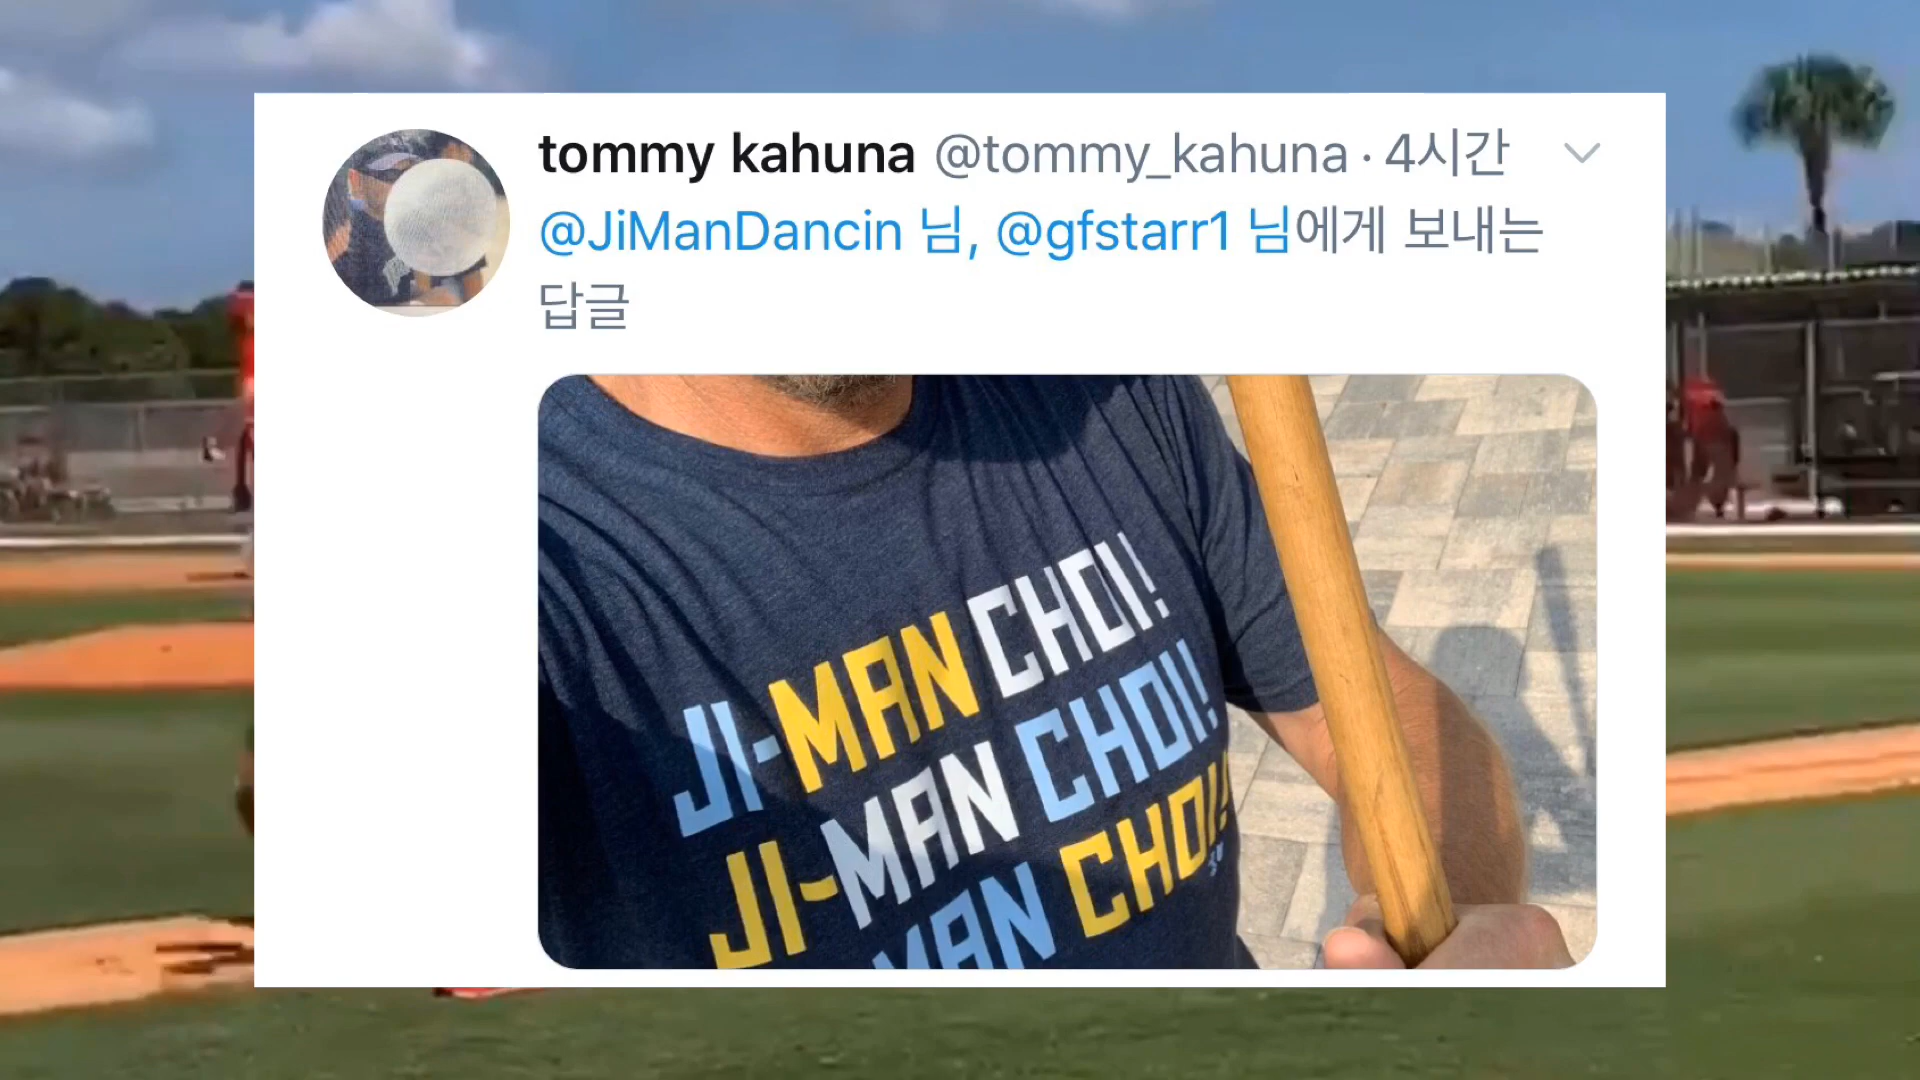 tommy kahuna @tommy_kahuna · 4시간
@JiManDancin 님, @gfstarr1 님에게 보내는
답글
JI-MAN CHOI!
JI-MAN CHOI!
MAN CHOI!